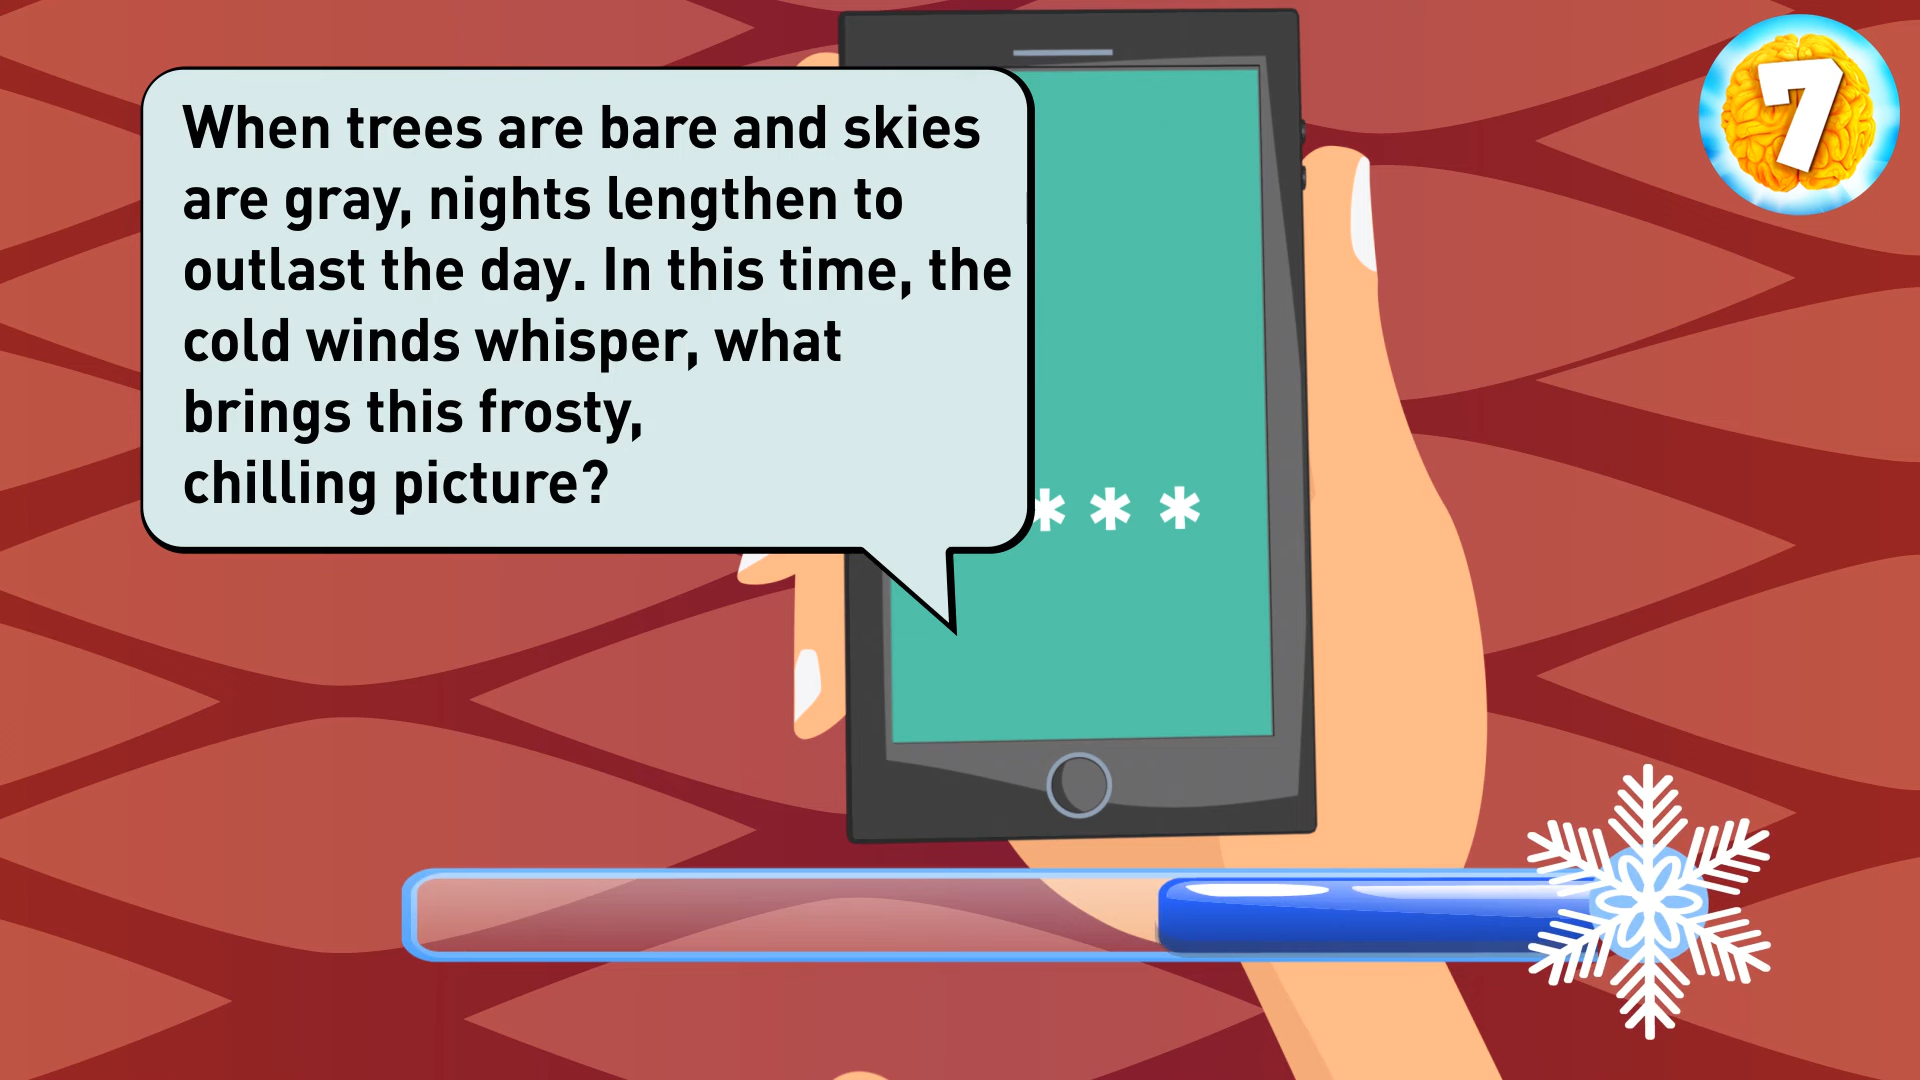 When trees are bare and skies
are gray, nights lengthen to
outlast the day. In this time, the
cold winds whisper, what
brings this frosty,
chilling picture?
7
***